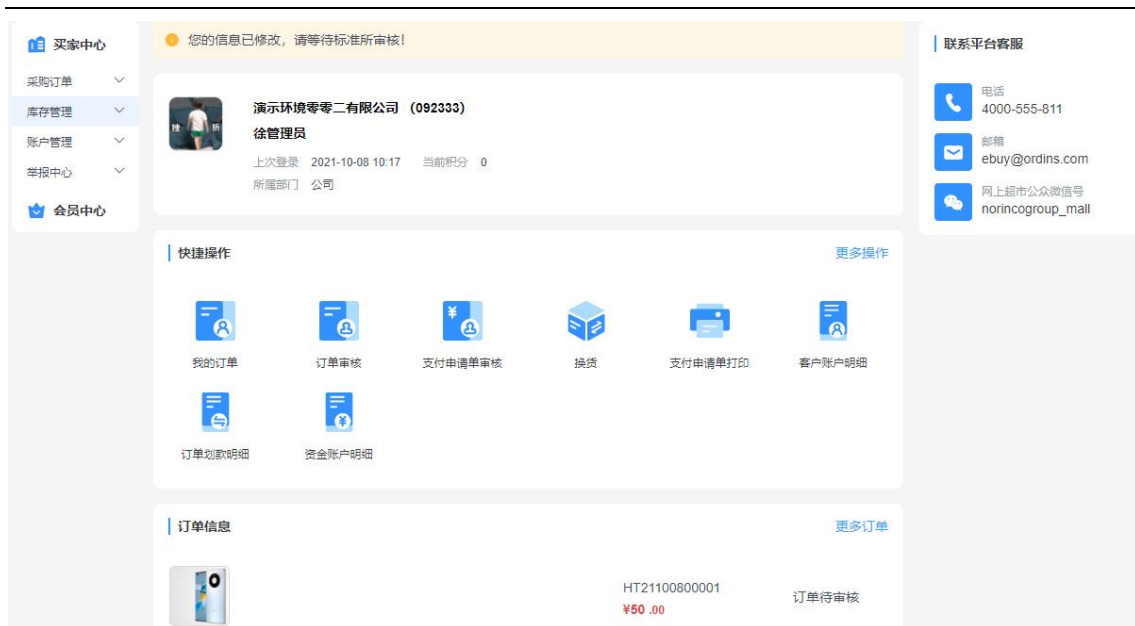 买家中心
采购订单
库存管理
账户管理
举报中心
会员中心
您的信息已修改，请等待标准所审核！
演示环境零零二有限公司 （092333）
徐管理员
上次登录 2021-10-08 10:17 当前积分 0
所属部门 公司
快捷操作 更多操作
我的订单 订单审核 支付申请单审核 换货 支付申请单打印 客户账户明细
订单划款明细 资金账户明细
订单信息 更多订单
HT21100800001
¥50 .00
订单待审核
联系平台客服
电话
4000-555-811
邮箱
ebuy@ordins.com
网上超市公众微信号
norincogroup_mall